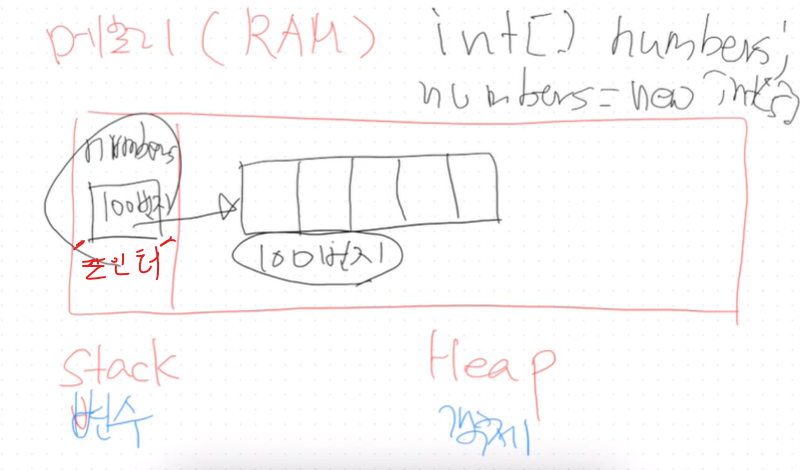 메모리 (RAM) int[] numbers;
numbers = new int[5]
numbers
100번지
"포인터"
100번지
Stack Heap
변수 객체